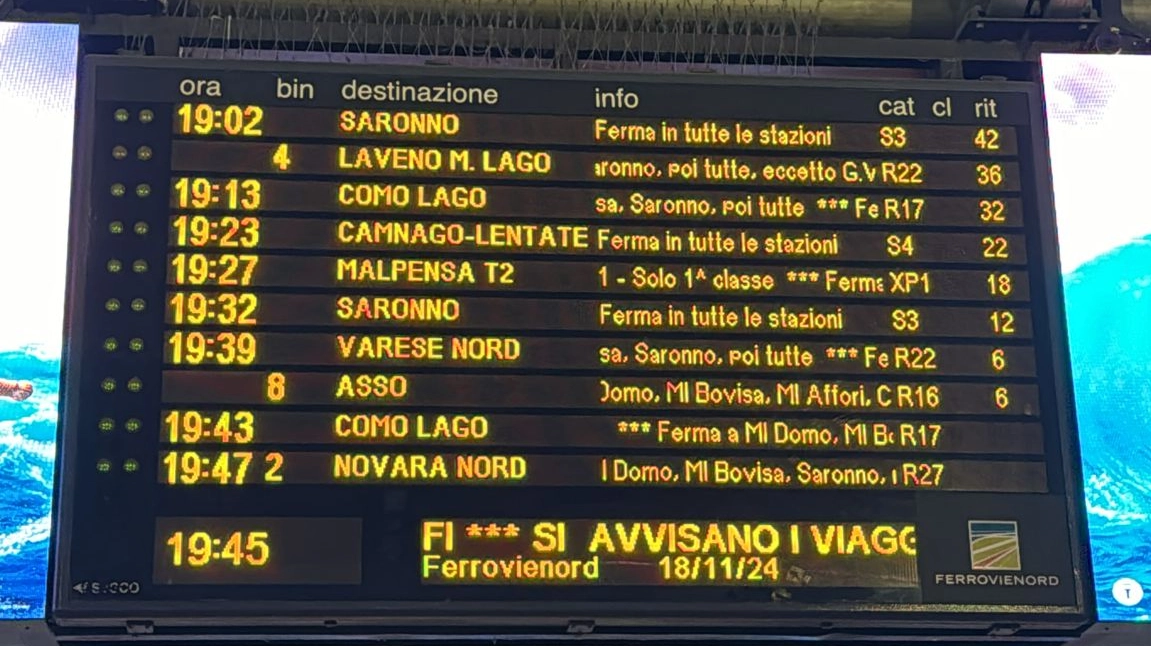 ora bin destinazione info cat cl rit
19:02 SARONNO Ferma in tutte le stazioni S3 42
4 LAVENO M. LAGO aronno, poi tutte, eccetto G.V R22 36
19:13 COMO LAGO sa, Saronno, poi tutte *** Fe R17 32
19:23 CAMNAGO-LENTATE Ferma in tutte le stazioni S4 22
19:27 MALPENSA T2 1 - Solo 1^ classe *** Ferma XP1 18
19:32 SARONNO Ferma in tutte le stazioni S3 12
19:39 VARESE NORD sa, Saronno, poi tutte *** Fe R22 6
8 ASSO Domo, MI Bovisa, MI Affori, C R16 6
19:43 COMO LAGO *** Ferma a MI Domo, MI Bo R17
19:47 2 NOVARA NORD I Domo, MI Bovisa, Saronno, R27
19:45 FI *** SI AVVISANO I VIAGG
Ferrovienord 18/11/24
FERROVIENORD
T